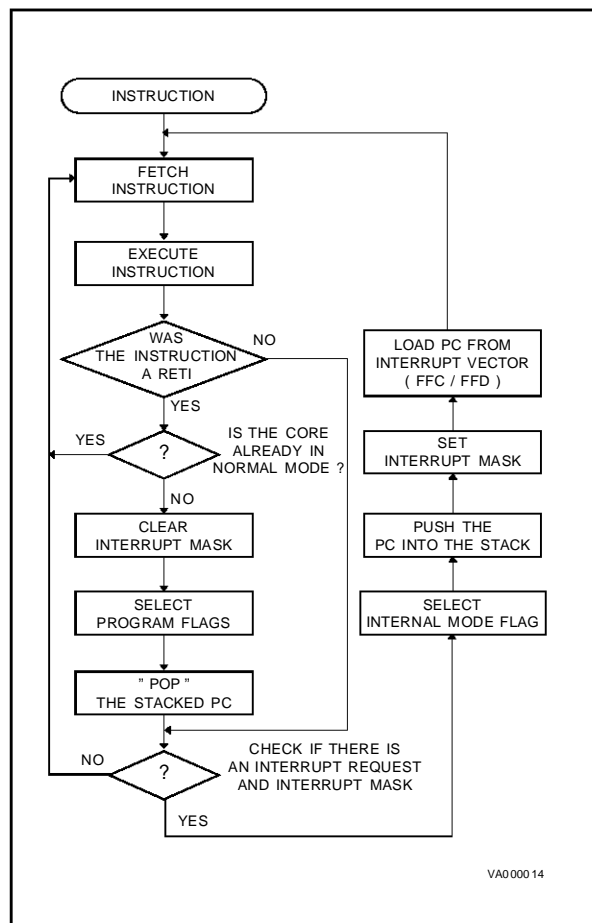 INSTRUCTION
FETCH
INSTRUCTION
EXECUTE
INSTRUCTION
WAS
THE INSTRUCTION
A RETI
NO
YES
?
YES
IS THE CORE
ALREADY IN
NORMAL MODE ?
NO
CLEAR
INTERRUPT MASK
SELECT
PROGRAM FLAGS
" POP "
THE STACKED PC
?
NO
CHECK IF THERE IS
AN INTERRUPT REQUEST
AND INTERRUPT MASK
YES
SELECT
INTERNAL MODE FLAG
PUSH THE
PC INTO THE STACK
SET
INTERRUPT MASK
LOAD PC FROM
INTERRUPT VECTOR
( FFC / FFD )
VA000014